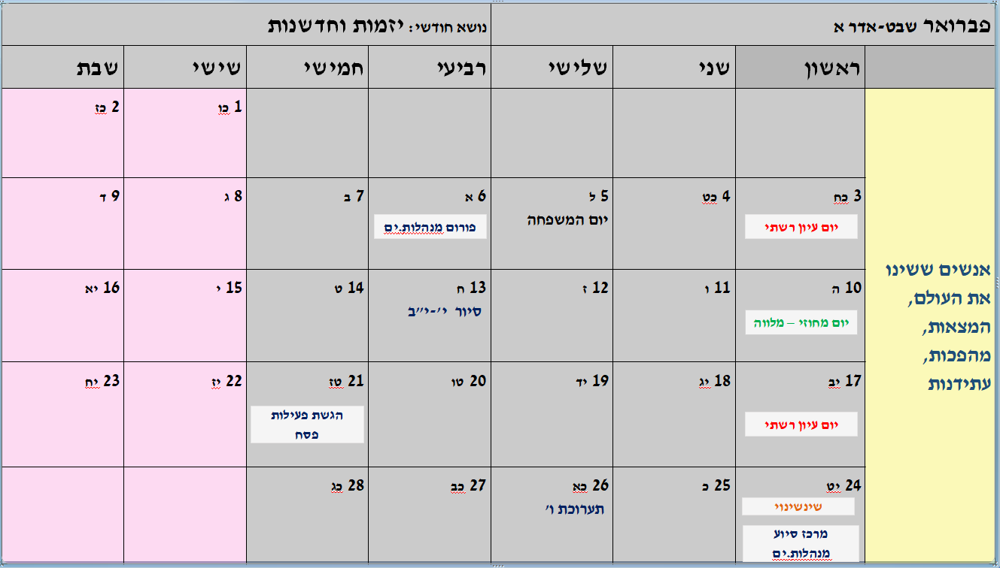 פברואר שבט-אדר א
נושא חודשי: יזמות וחדשנות
ראשון שני שלישי רביעי חמישי שישי שבת
אנשים ששינו
את העולם,
המצאות,
מהפכות,
עתידנות
1 כו
2 כז
3 כח
יום עיון רשתי
4 כט
5 ל
יום המשפחה
6 א
פורום מנהלות.ים
7 ב
8 ג
9 ד
10 ה
יום מחוזי – מלווה
11 ו
12 ז
13 ח
סיור י'-י"ב
14 ט
15 י
16 יא
17 יב
יום עיון רשתי
18 יג
19 יד
20 טו
21 טז
הגשת פעילות
פסח
22 יז
23 יח
24 יט
שינשינוי
מרכז סיוע
מנהלות.ים
25 כ
26 כא
תערוכת ו'
27 כב
28 כג